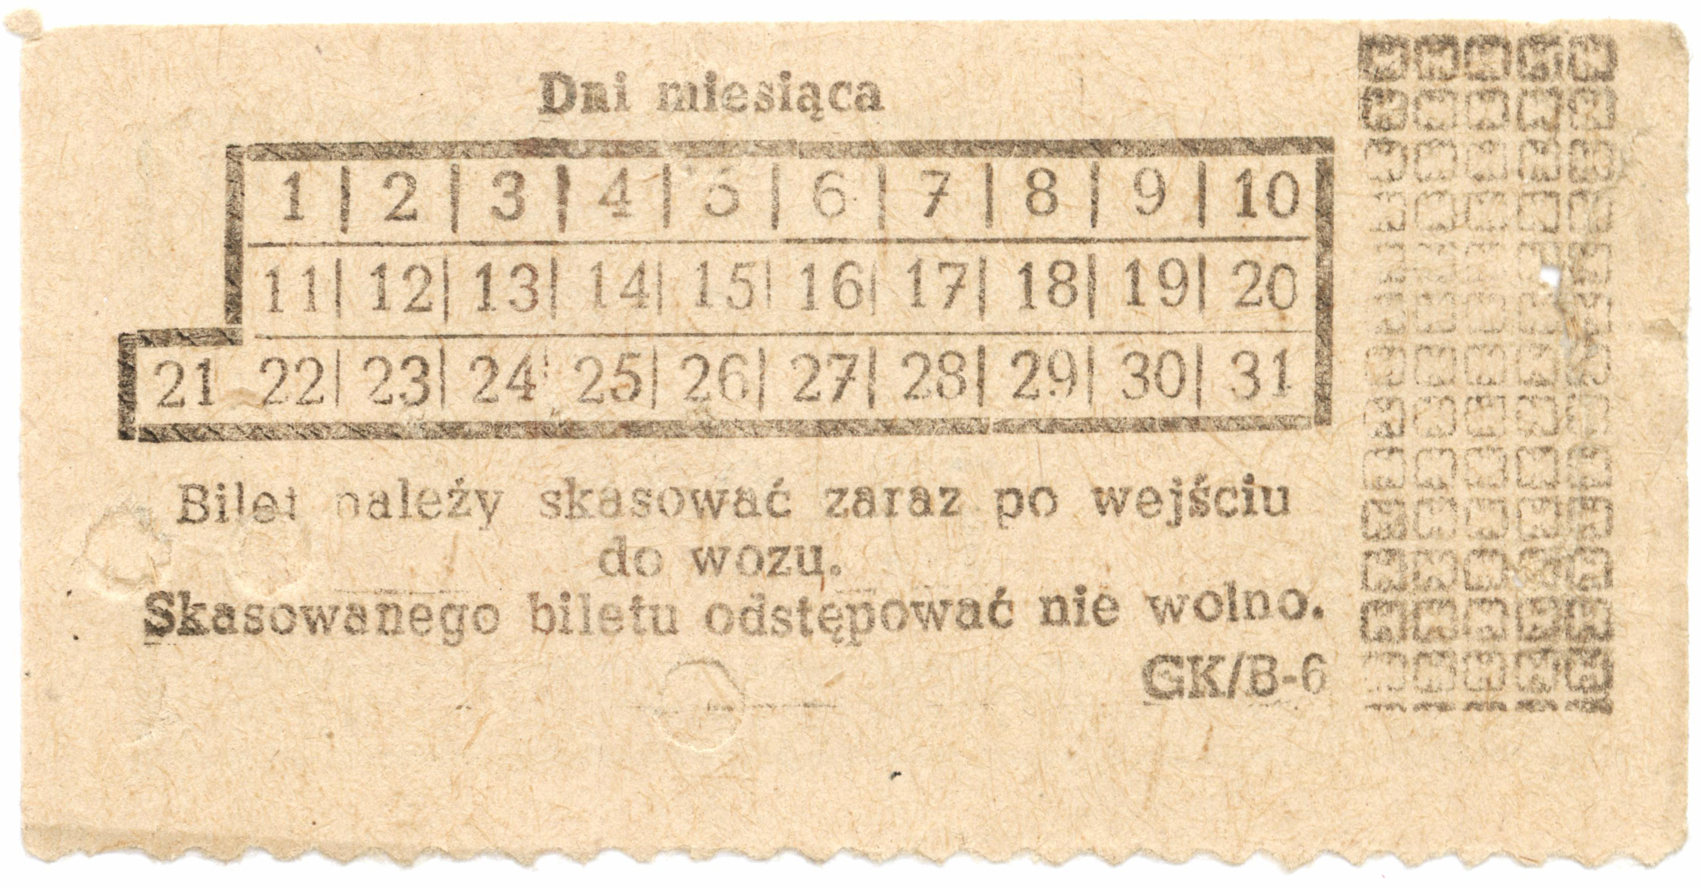 Dni miesiąca
1 | 2 | 3 | 4 | 5 | 6 | 7 | 8 | 9 | 10
11 | 12 | 13 | 14 | 15 | 16 | 17 | 18 | 19 | 20
21 22 | 23 | 24 | 25 | 26 | 27 | 28 | 29 | 30 | 31
Bilet należy skasować zaraz po wejściu
do wozu.
Skasowanego biletu odstępować nie wolno.
GK/B-6